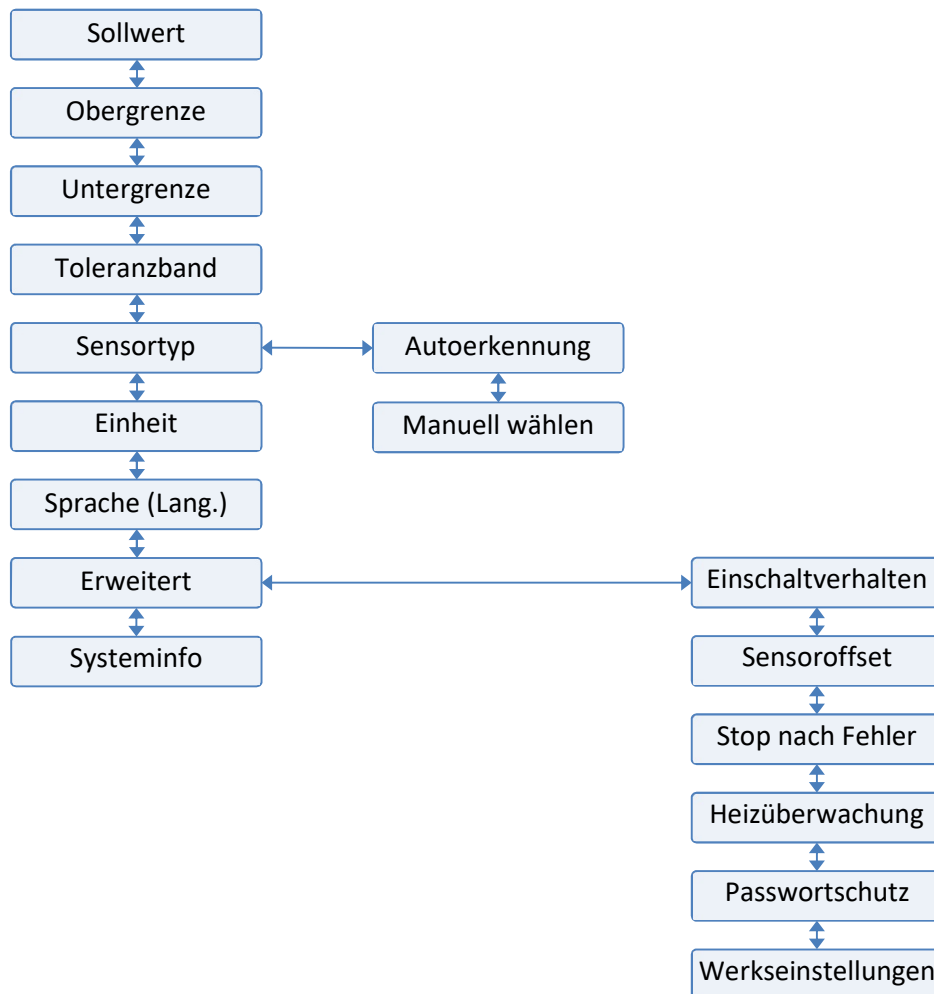 Sollwert
Obergrenze
Untergrenze
Toleranzband
Sensortyp
Autoerkennung
Einheit
Manuell wählen
Sprache (Lang.)
Erweitert
Einschaltverhalten
Systeminfo
Sensoroffset
Stop nach Fehler
Heizüberwachung
Passwortschutz
Werkseinstellungen